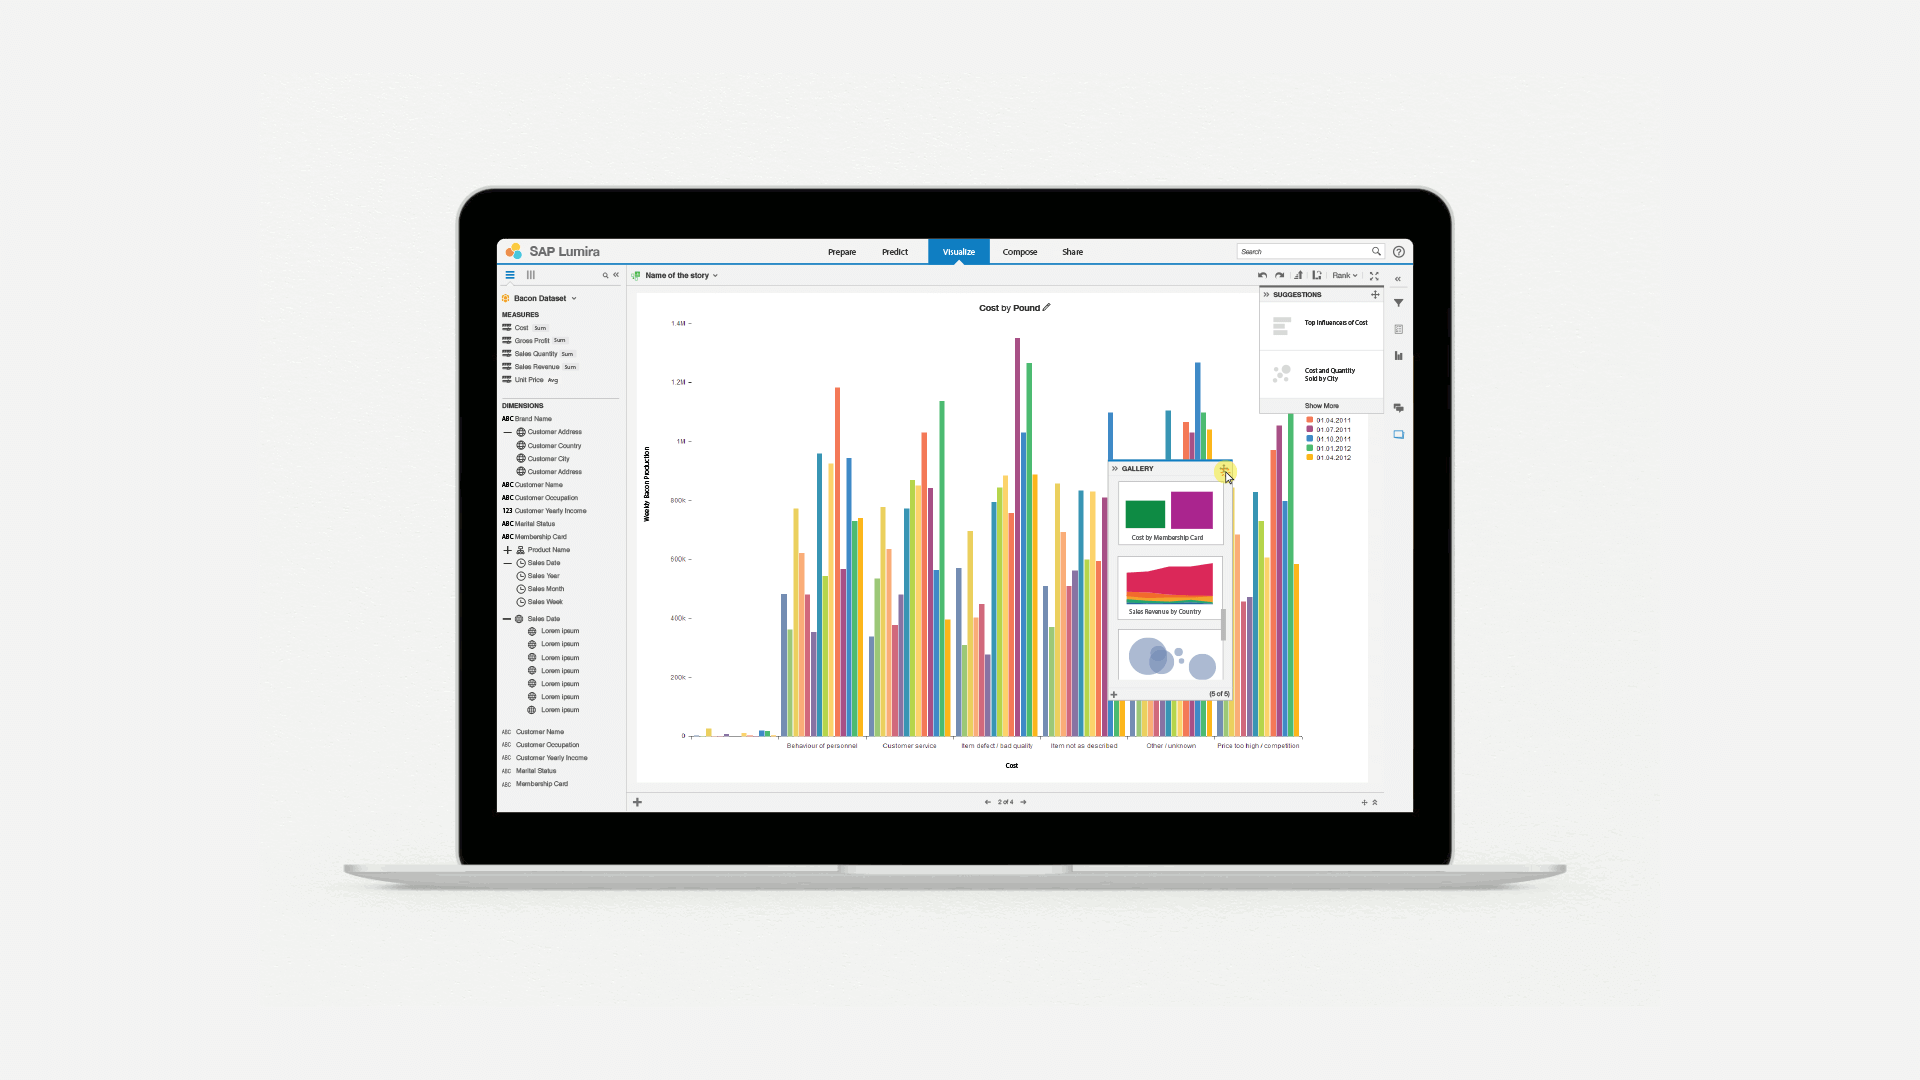 SAP Lumira
Prepare
Predict
Visualize
Compose
Share
Search
Name of the story
Rank
Bacon Dataset
MEASURES
Cost Sum
Gross Profit Sum
Sales Quantity Sum
Sales Revenue Sum
Unit Price Avg
DIMENSIONS
ABC Brand Name
Customer Address
Customer Country
Customer City
Customer Address
ABC Customer Name
ABC Customer Occupation
123 Customer Yearly Income
ABC Marital Status
ABC Membership Card
Product Name
Sales Date
Sales Year
Sales Month
Sales Week
Sales Date
Lorem ipsum
Lorem ipsum
Lorem ipsum
Lorem ipsum
Lorem ipsum
Lorem ipsum
Lorem ipsum
ABC Customer Name
ABC Customer Occupation
ABC Customer Yearly Income
ABC Marital Status
ABC Membership Card
Cost by Pound
Weekly Bacon Production
1.4M
1.2M
1M
800k
600k
400k
200k
0
Behaviour of personnel
Customer service
Item defect / bad quality
Item not as described
Other / unknown
Price too high / competition
Cost
2 of 4
SUGGESTIONS
Top Influencers of Cost
Cost and Quantity
Sold by City
Show More
01.04.2011
01.07.2011
01.10.2011
01.01.2012
01.04.2012
GALLERY
Cost by Membership Card
Sales Revenue by Country
(5 of 5)